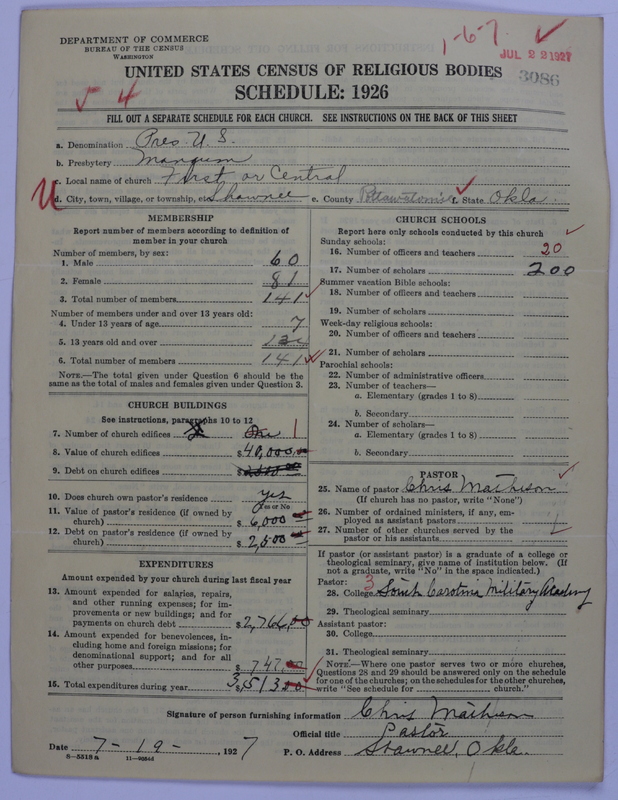 DEPARTMENT OF COMMERCE
BUREAU OF THE CENSUS
WASHINGTON
1-6-7
JUL 22 1927
3086
UNITED STATES CENSUS OF RELIGIOUS BODIES
SCHEDULE: 1926
4
FILL OUT A SEPARATE SCHEDULE FOR EACH CHURCH. SEE INSTRUCTIONS ON THE BACK OF THIS SHEET
a. Denomination Pres. U. S.
b. Presbytery Mangum
c. Local name of church First or Central
U
d. City, town, village, or township, etc. Shawnee e. County Pottawatomie f. State Okla.
MEMBERSHIP
Report number of members according to definition of member in your church
Number of members, by sex:
1. Male 60
2. Female 81
3. Total number of members 141
Number of members under and over 13 years old:
4. Under 13 years of age 7
5. 13 years old and over
6. Total number of members 141
NOTE.—The total given under Question 6 should be
same as the total of males and females given under Question 3.
CHURCH BUILDINGS
See instructions, paragraphs 10 to 12
7. Number of church edifices One 1
8. Value of church edifices $40,000.00
9. Debt on church edifices $
10. Does church own pastor's residence yes
Yes or No
11. Value of pastor's residence (if owned by
church) $6,000
12. Debt on pastor's residence (if owned by
church) $2,500
EXPENDITURES
Amount expended by your church during last fiscal year
13. Amount expended for salaries, repairs,
and other running expenses; for im-
provements or new buildings; and for
payments on church debt $2,766.00
14. Amount expended for benevolences, in-
cluding home and foreign missions; for
denominational support; and for all
other purposes $747.
15. Total expenditures during year $3,513
CHURCH SCHOOLS
Report here only schools conducted by this church
Sunday schools:
16. Number of officers and teachers 20
17. Number of scholars 200
Summer vacation Bible schools:
18. Number of officers and teachers
19. Number of scholars
Week-day religious schools:
20. Number of officers and teachers
21. Number of scholars
Parochial schools:
22. Number of administrative officers
23. Number of teachers—
a. Elementary (grades 1 to 8)
b. Secondary
24. Number of scholars—
a. Elementary (grades 1 to 8)
b. Secondary
PASTOR
25. Name of pastor Chris Matheson
(If church has no pastor, write "None")
26. Number of ordained ministers, if any, em-
ployed as assistant pastors
27. Number of other churches served by the
pastor or his assistants
If pastor (or assistant pastor) is a graduate of a college or
theological seminary, give name of institution below. (If
not a graduate, write "No" in the space indicated.)
Pastor:
3
28. College South Carolina Military Academy
29. Theological seminary
Assistant pastor:
30. College
31. Theological seminary
NOTE.—Where one pastor serves two or more churches,
Questions 28 and 29 should be answered only on the schedule
for one of the churches; on the schedules for the other churches,
write "See schedule for church."
Signature of person furnishing information Chris Matheson
Official title Pastor
Date 7-19-, 1927 P. O. Address Shawnee, Okla.
8-5518 a